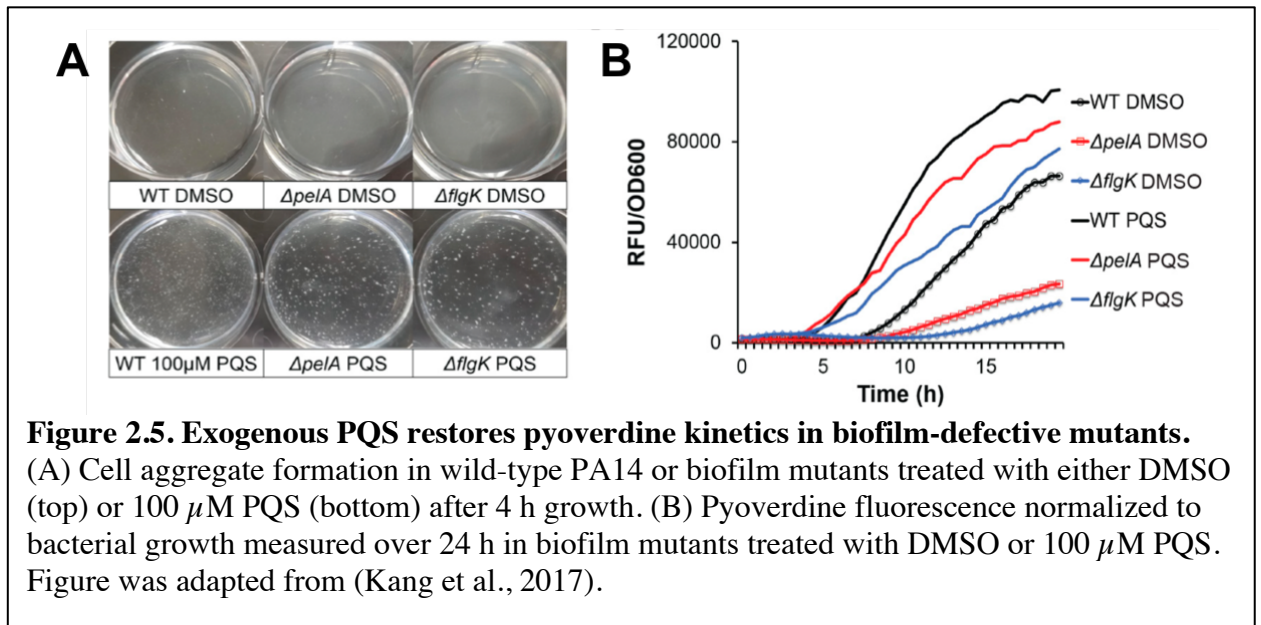 A
WT DMSO
ΔpelA DMSO
ΔflgK DMSO
WT 100μM PQS
ΔpelA PQS
ΔflgK PQS
B
120000
80000
40000
0
RFU/OD600
0
5
10
15
Time (h)
WT DMSO
ΔpelA DMSO
ΔflgK DMSO
WT PQS
ΔpelA PQS
ΔflgK PQS
Figure 2.5. Exogenous PQS restores pyoverdine kinetics in biofilm-defective mutants.
(A) Cell aggregate formation in wild-type PA14 or biofilm mutants treated with either DMSO
(top) or 100 μM PQS (bottom) after 4 h growth. (B) Pyoverdine fluorescence normalized to
bacterial growth measured over 24 h in biofilm mutants treated with DMSO or 100 μM PQS.
Figure was adapted from (Kang et al., 2017).